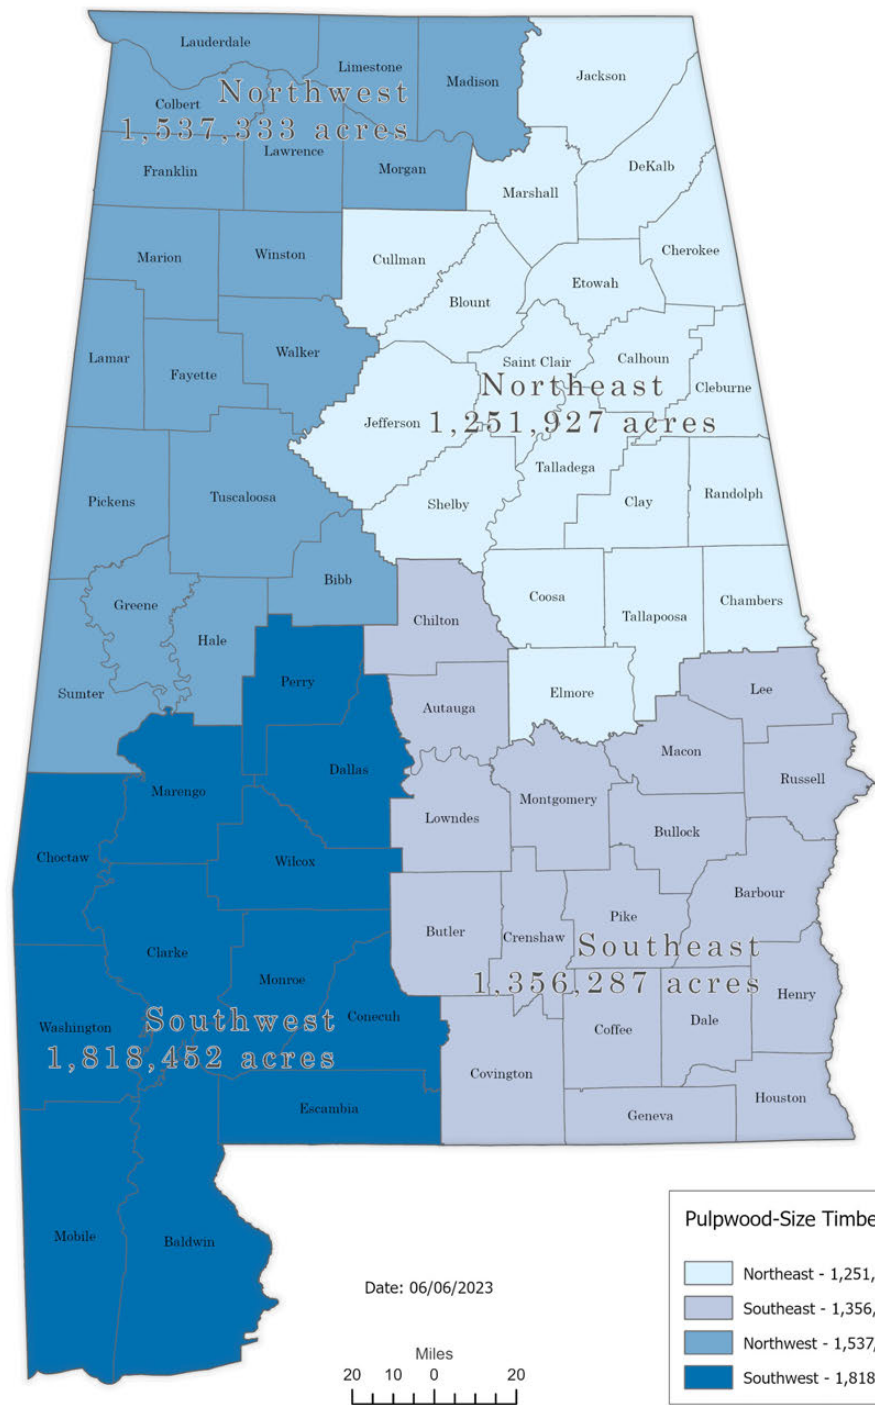 Lauderdale
Limestone
Madison
Jackson
Colbert
Northwest
1,537,333 acres
Lawrence
Franklin
Morgan
DeKalb
Marshall
Cherokee
Marion
Winston
Cullman
Etowah
Blount
Lamar
Fayette
Walker
Saint Clair
Calhoun
Cleburne
Northeast
1,251,927 acres
Jefferson
Talladega
Pickens
Tuscaloosa
Shelby
Clay
Randolph
Greene
Bibb
Coosa
Chambers
Hale
Chilton
Tallapoosa
Sumter
Perry
Autauga
Elmore
Lee
Marengo
Dallas
Macon
Russell
Lowndes
Montgomery
Bullock
Choctaw
Wilcox
Barbour
Butler
Crenshaw
Pike
Southeast
1,356,287 acres
Clarke
Monroe
Conecuh
Henry
Washington
Southwest
1,818,452 acres
Coffee
Dale
Covington
Escambia
Geneva
Houston
Mobile
Baldwin
Date: 06/06/2023
Miles
20 10 0 20
Pulpwood-Size Timbe
Northeast - 1,251,
Southeast - 1,356,
Northwest - 1,537,
Southwest - 1,818